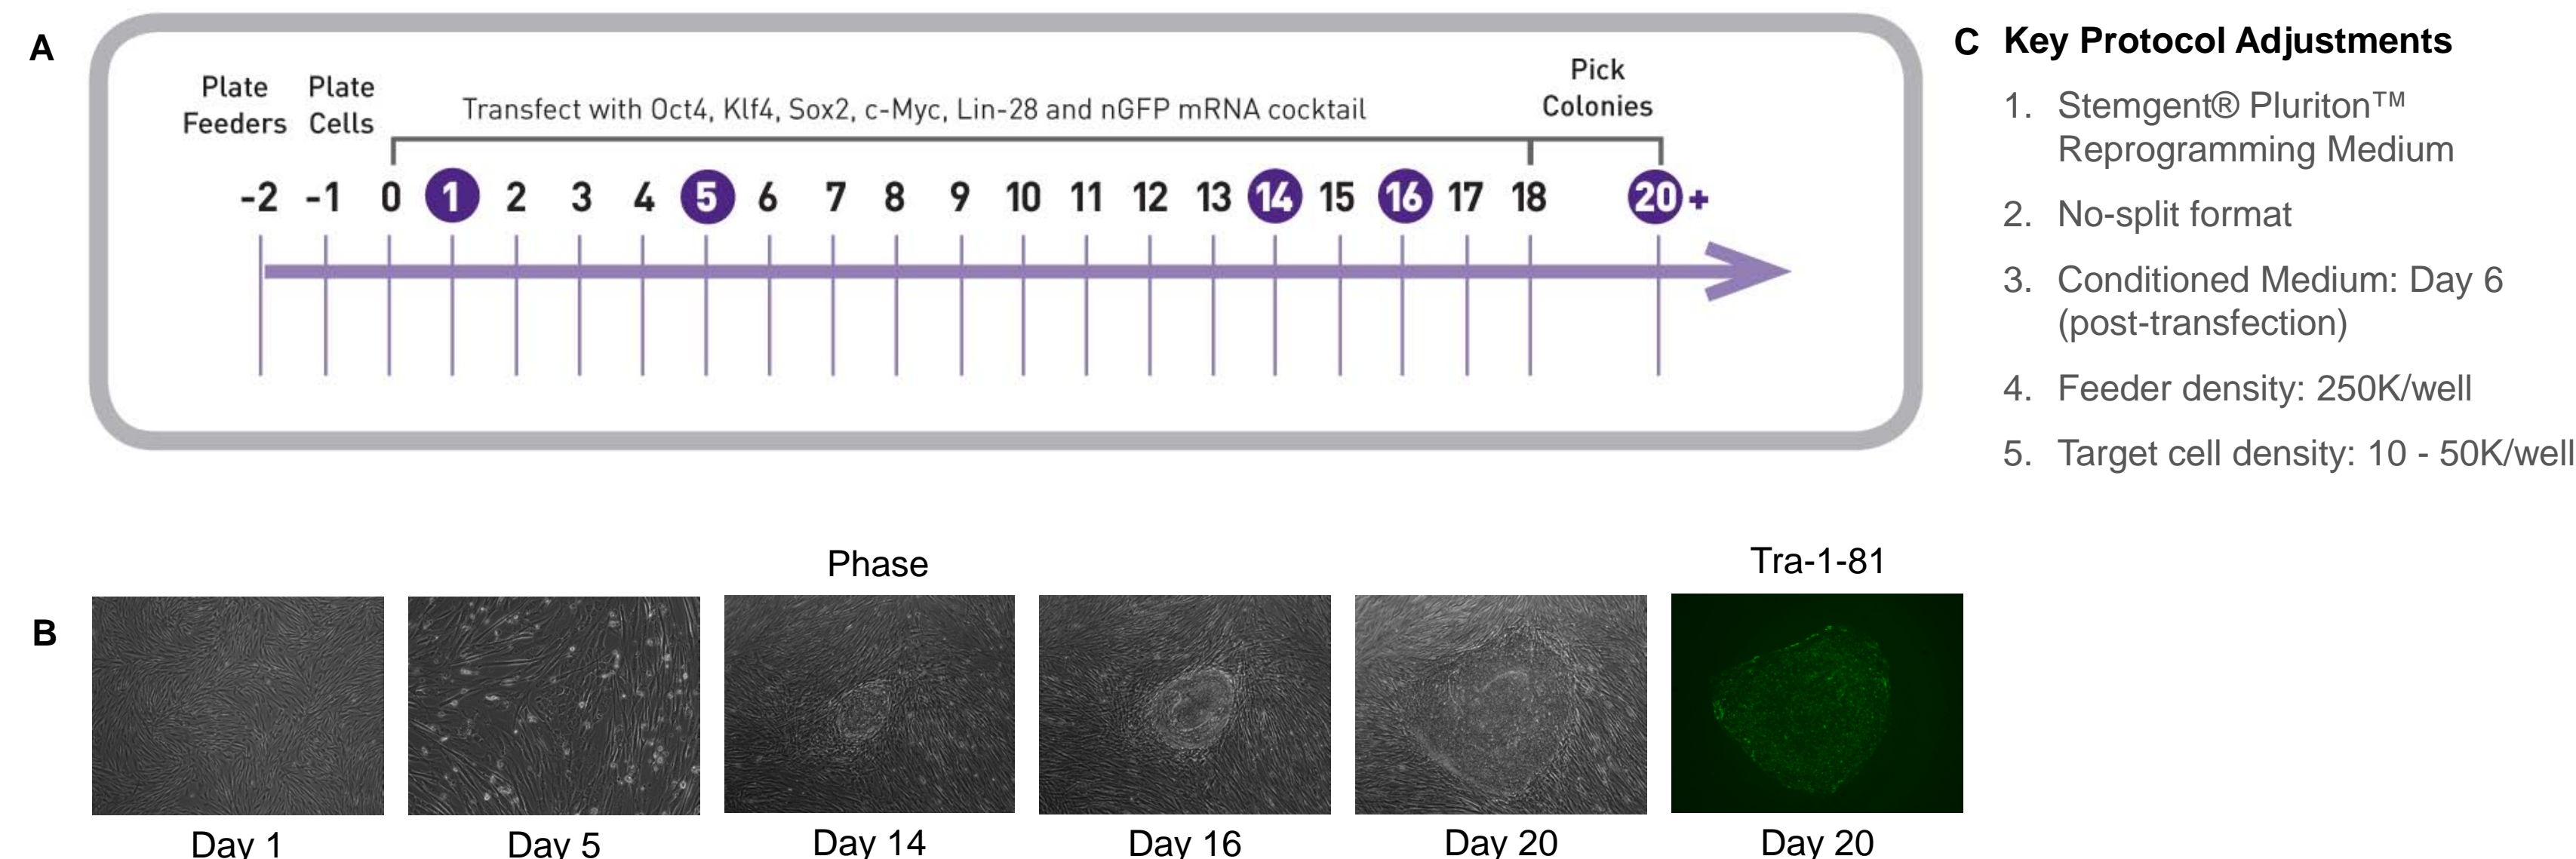 A
Plate
Feeders
Plate
Cells
Transfect with Oct4, Klf4, Sox2, c-Myc, Lin-28 and nGFP mRNA cocktail
Pick
Colonies
-2 -1 0 1 2 3 4 5 6 7 8 9 10 11 12 13 14 15 16 17 18 20 +
C Key Protocol Adjustments
1. Stemgent® Pluriton™
Reprogramming Medium
2. No-split format
3. Conditioned Medium: Day 6
(post-transfection)
4. Feeder density: 250K/well
5. Target cell density: 10 - 50K/well
B
Phase
Tra-1-81
Day 1
Day 5
Day 14
Day 16
Day 20
Day 20